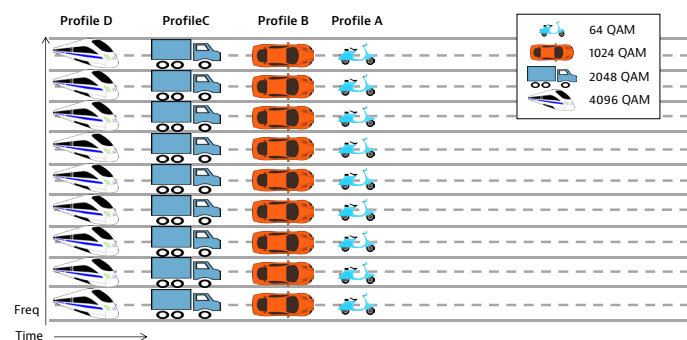 Profile D ProfileC Profile B Profile A
64 QAM
1024 QAM
2048 QAM
4096 QAM
Freq
Time